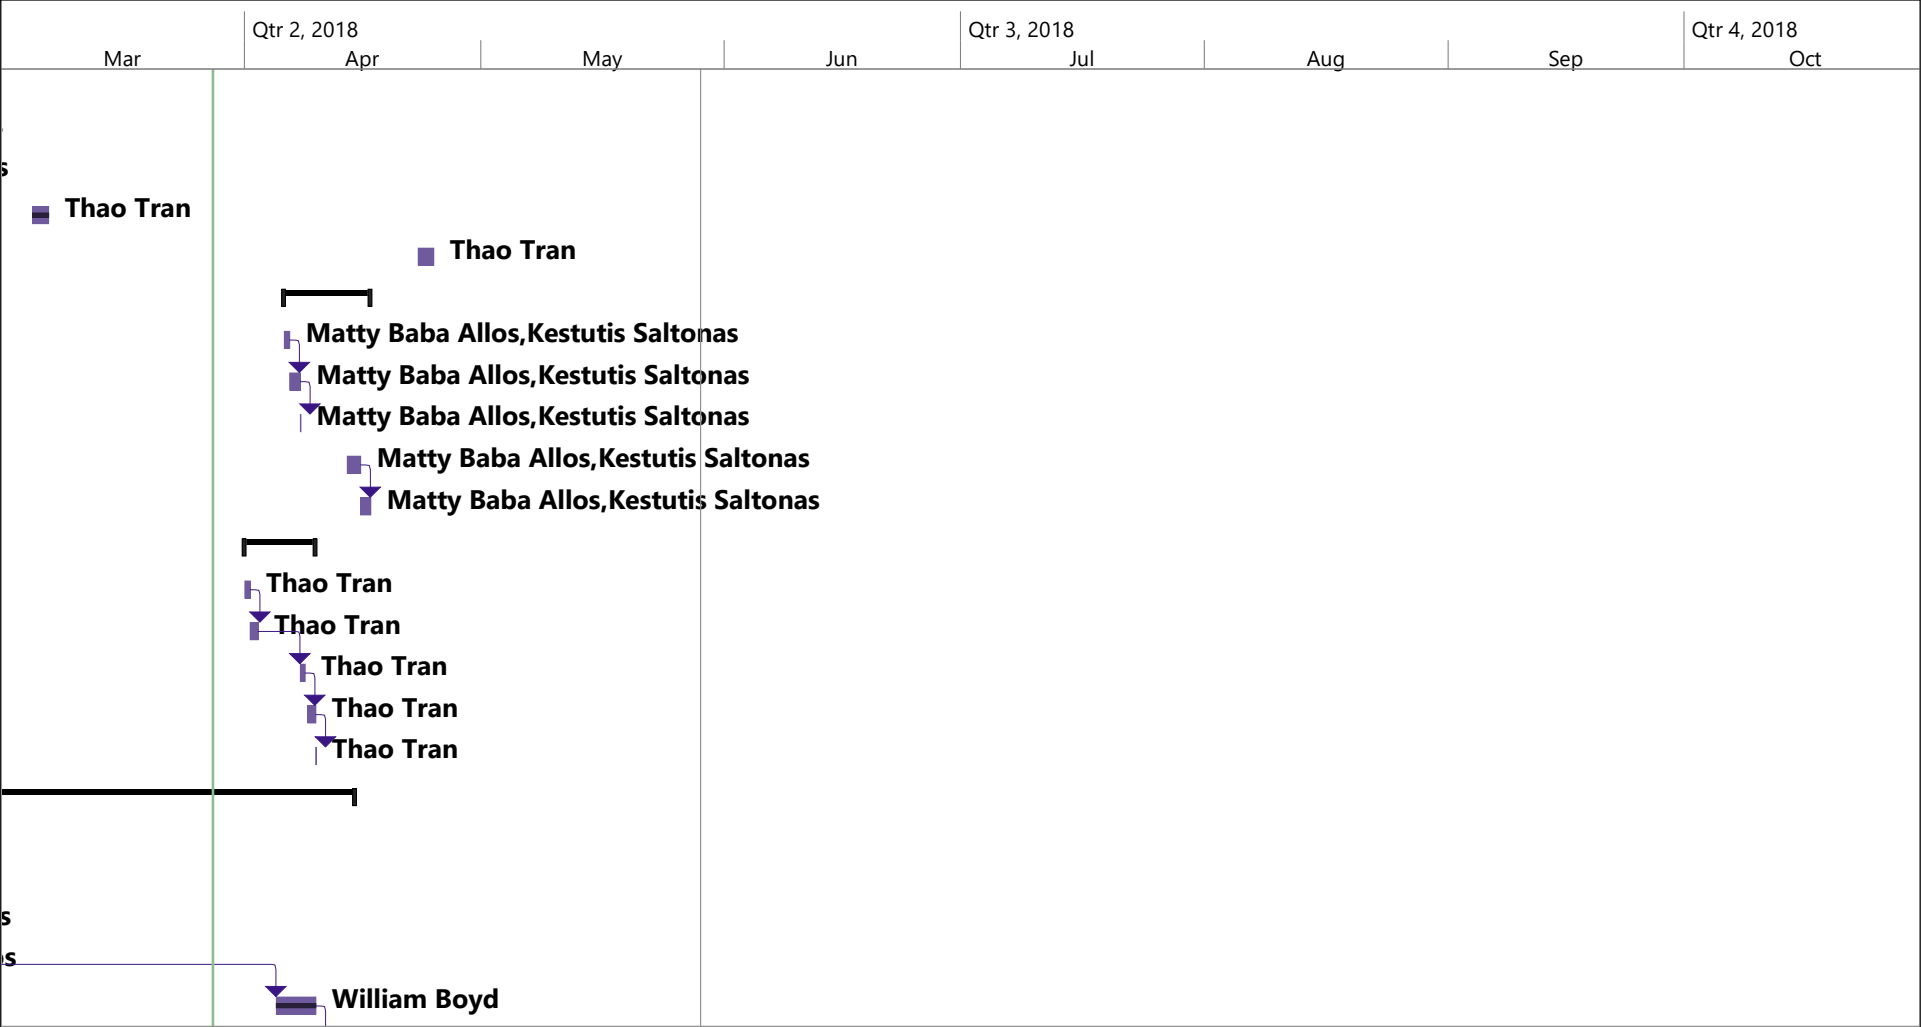 Qtr 2, 2018 Qtr 3, 2018 Qtr 4, 2018
Mar Apr May Jun Jul Aug Sep Oct
s
Thao Tran
Thao Tran
Matty Baba Allos,Kestutis Saltonas
Matty Baba Allos,Kestutis Saltonas
Matty Baba Allos,Kestutis Saltonas
Matty Baba Allos,Kestutis Saltonas
Matty Baba Allos,Kestutis Saltonas
Thao Tran
Thao Tran
Thao Tran
Thao Tran
Thao Tran
s
s
William Boyd